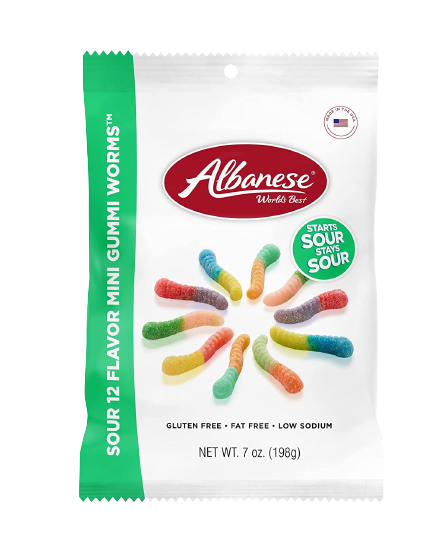 MADE IN THE USA
Albanese®
World's Best
STARTS
SOUR
STAYS
SOUR
SOUR 12 FLAVOR MINI GUMMI WORMS™
GLUTEN FREE • FAT FREE • LOW SODIUM
NET WT. 7 oz. (198g)